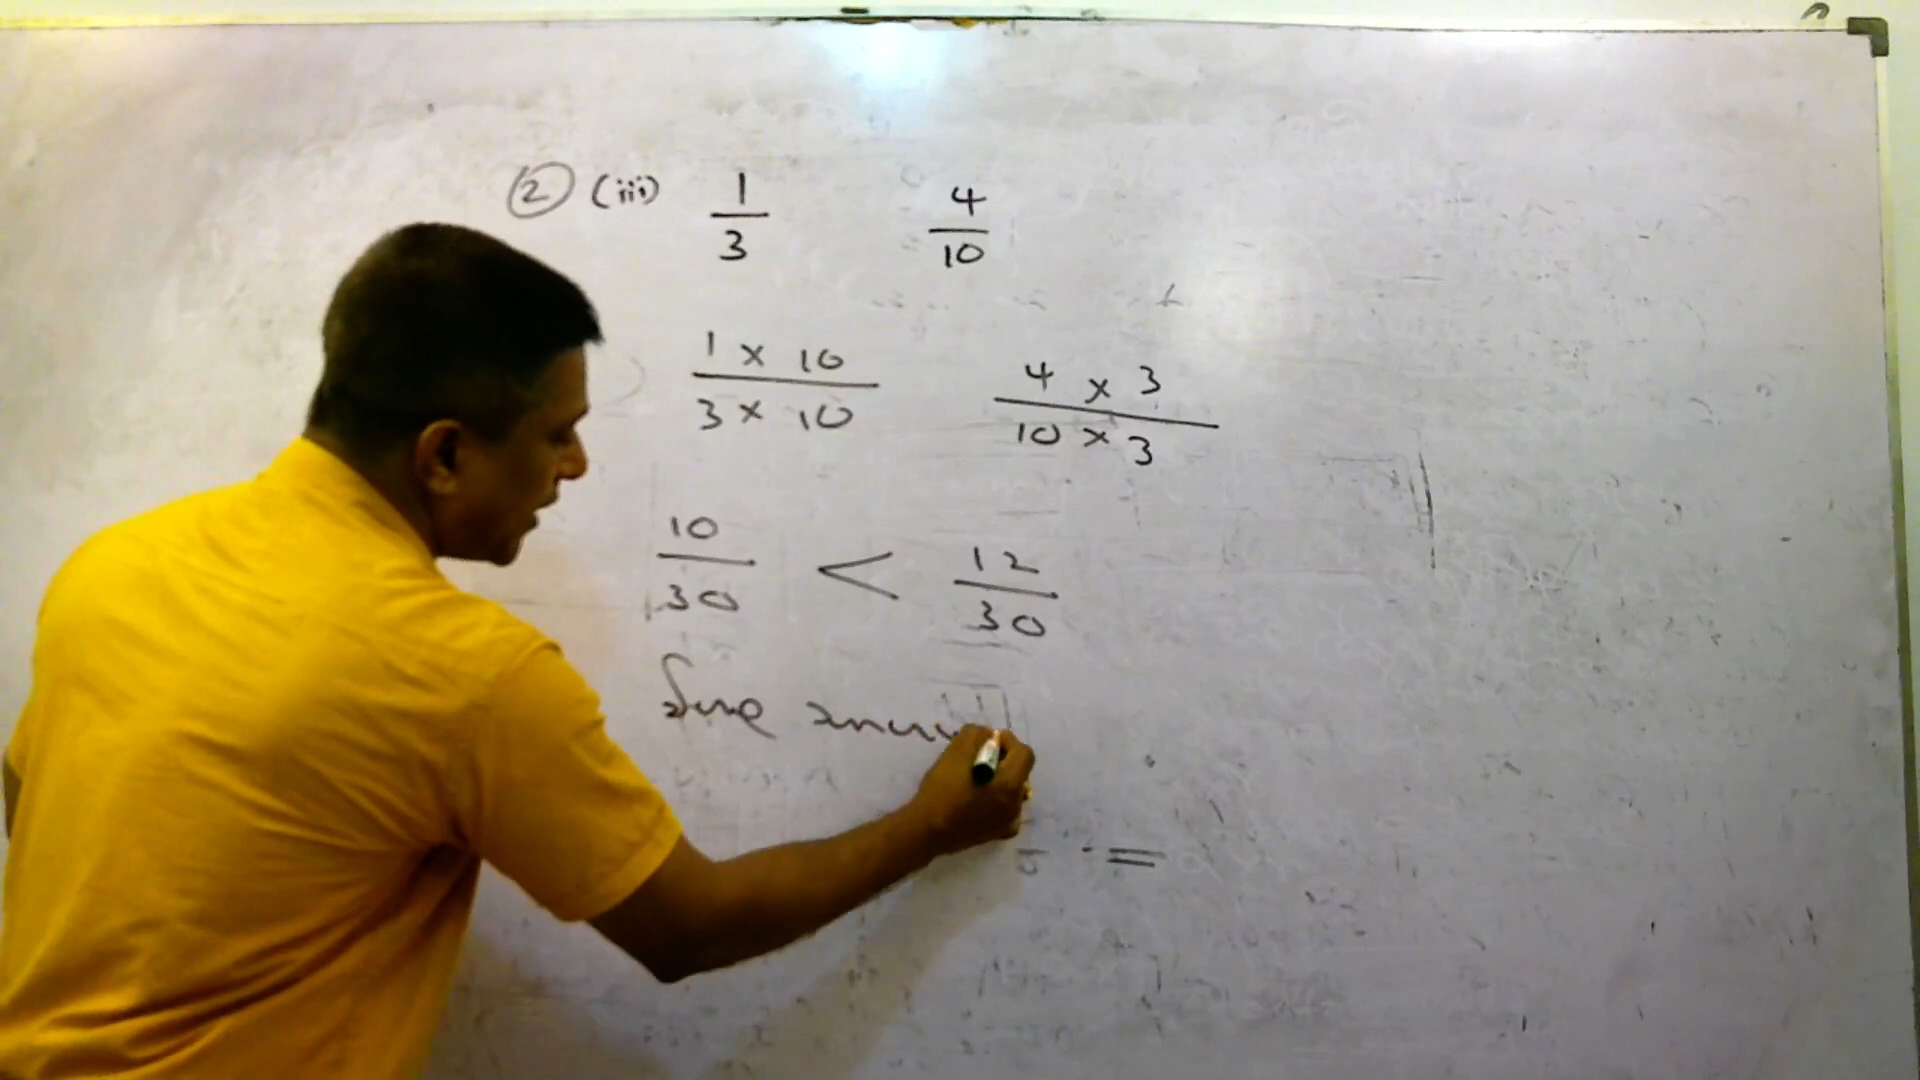 ② (iii) 1/3 4/10
1 × 10 / 3 × 10 4 × 3 / 10 × 3
10/30 < 12/30
=